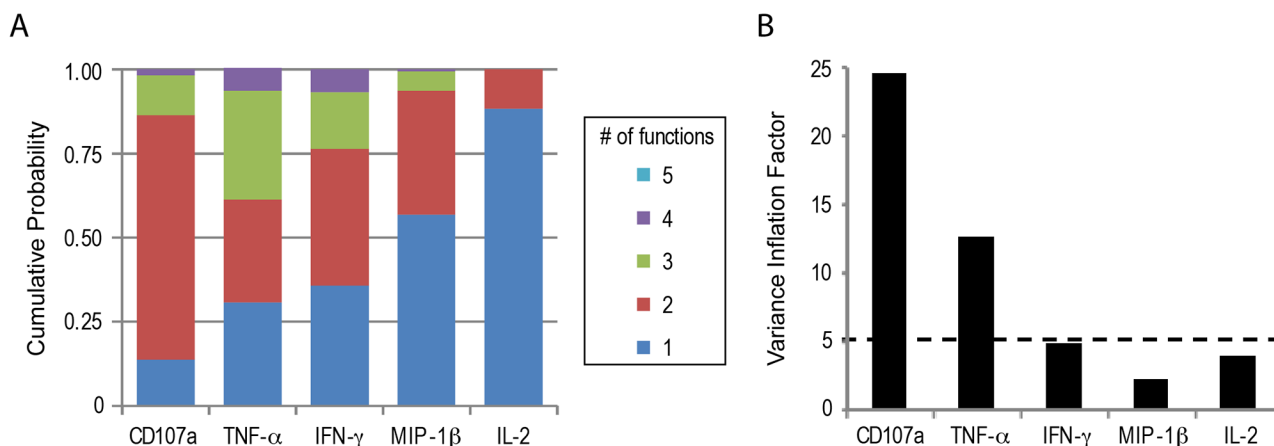 A
Cumulative Probability
1.00
0.75
0.50
0.25
0
CD107a TNF-α IFN-γ MIP-1β IL-2
# of functions
5
4
3
2
1
B
Variance Inflation Factor
25
20
15
10
5
0
CD107a TNF-α IFN-γ MIP-1β IL-2